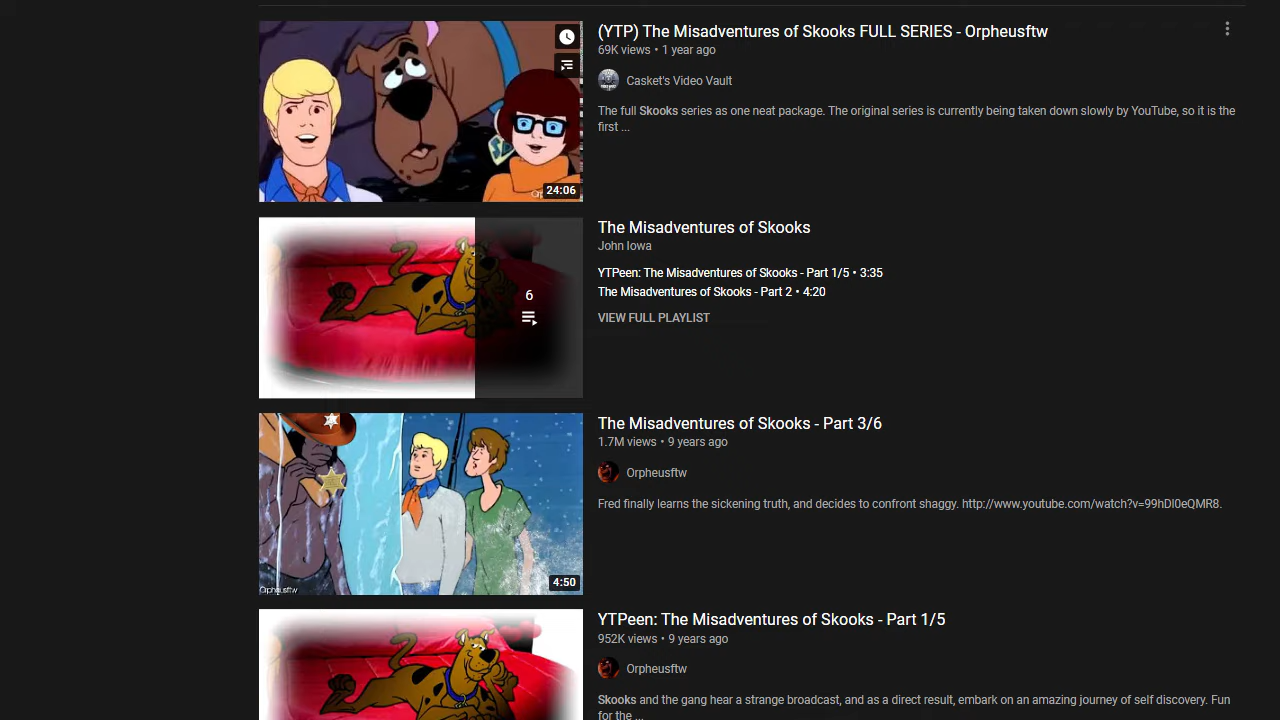 (YTP) The Misadventures of Skooks FULL SERIES - Orpheusftw
69K views • 1 year ago
Casket's Video Vault
The full Skooks series as one neat package. The original series is currently being taken down slowly by YouTube, so it is the
first ...
24:06
The Misadventures of Skooks
John Iowa
YTPeen: The Misadventures of Skooks - Part 1/5 • 3:35
The Misadventures of Skooks - Part 2 • 4:20
6
VIEW FULL PLAYLIST
The Misadventures of Skooks - Part 3/6
1.7M views • 9 years ago
Orpheusftw
Fred finally learns the sickening truth, and decides to confront shaggy. http://www.youtube.com/watch?v=99hDl0eQMR8.
4:50
Orpheusftw
YTPeen: The Misadventures of Skooks - Part 1/5
952K views • 9 years ago
Orpheusftw
Skooks and the gang hear a strange broadcast, and as a direct result, embark on an amazing journey of self discovery. Fun
for the ...